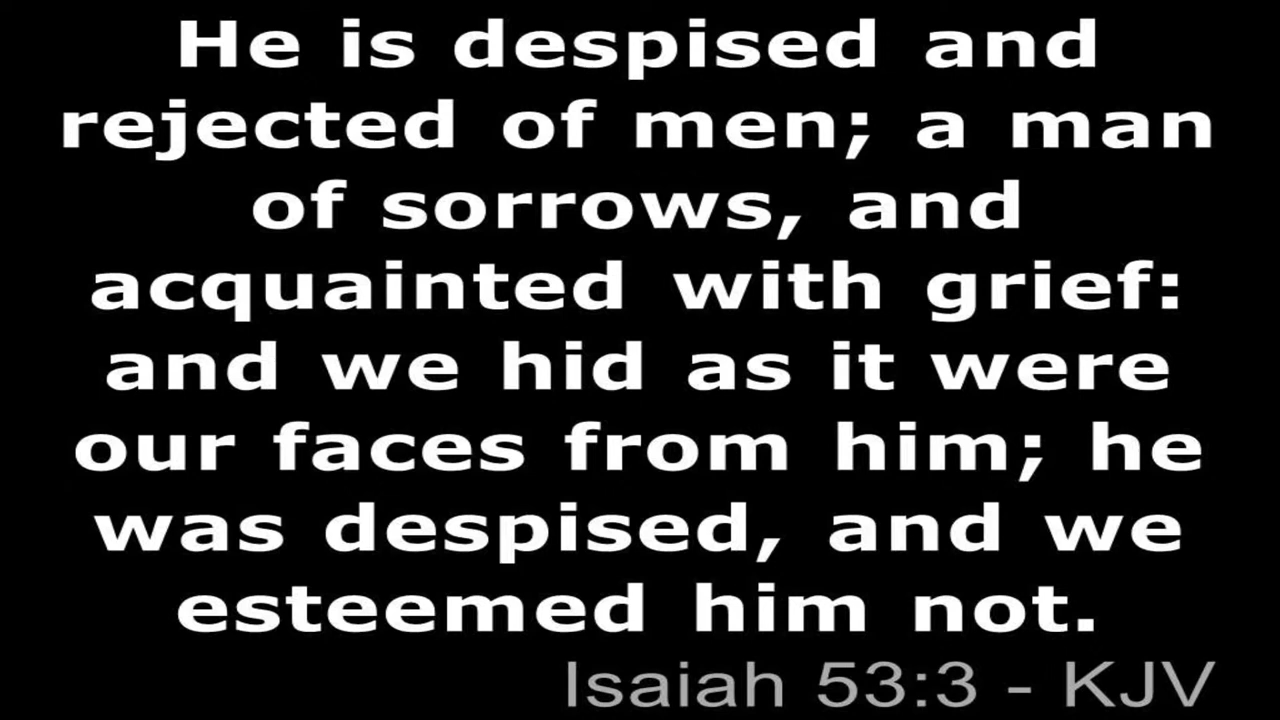 He is despised and
rejected of men; a man
of sorrows, and
acquainted with grief:
and we hid as it were
our faces from him; he
was despised, and we
esteemed him not.
Isaiah 53:3 - KJV